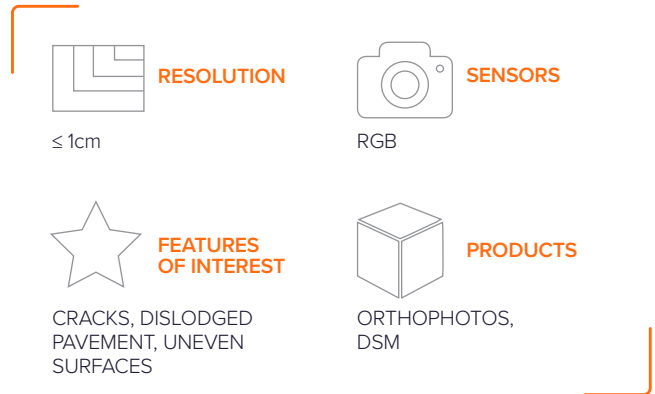 RESOLUTION
≤ 1cm
SENSORS
RGB
FEATURES
OF INTEREST
CRACKS, DISLODGED
PAVEMENT, UNEVEN
SURFACES
PRODUCTS
ORTHOPHOTOS,
DSM